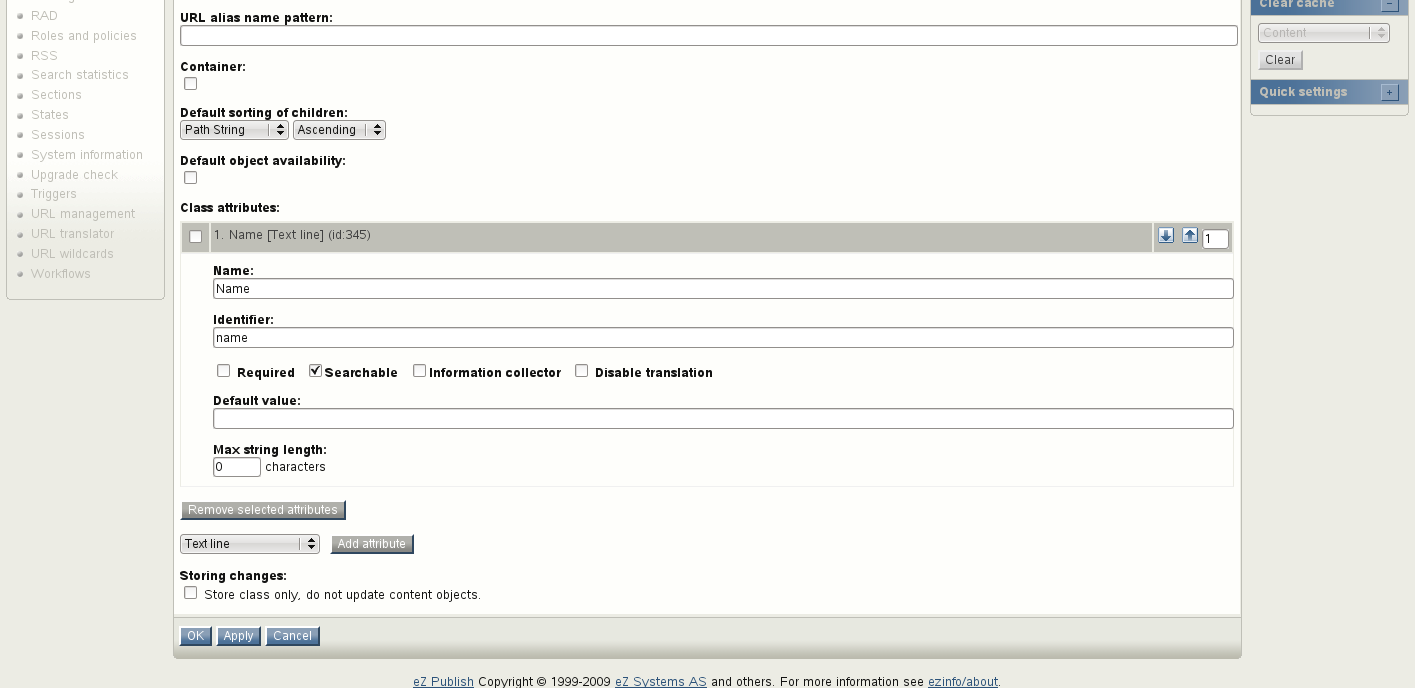 RAD
Roles and policies
RSS
Search statistics
Sections
States
Sessions
System information
Upgrade check
Triggers
URL management
URL translator
URL wildcards
Workflows
URL alias name pattern:
Container:
Default sorting of children:
Path String Ascending
Default object availability:
Class attributes:
1. Name [Text line] (id:345) 1
Name:
Name
Identifier:
name
Required Searchable Information collector Disable translation
Default value:
Max string length:
0 characters
Remove selected attributes
Text line Add attribute
Storing changes:
Store class only, do not update content objects.
OK Apply Cancel
Clear cache
Content
Clear
Quick settings
eZ Publish Copyright © 1999-2009 eZ Systems AS and others. For more information see ezinfo/about.